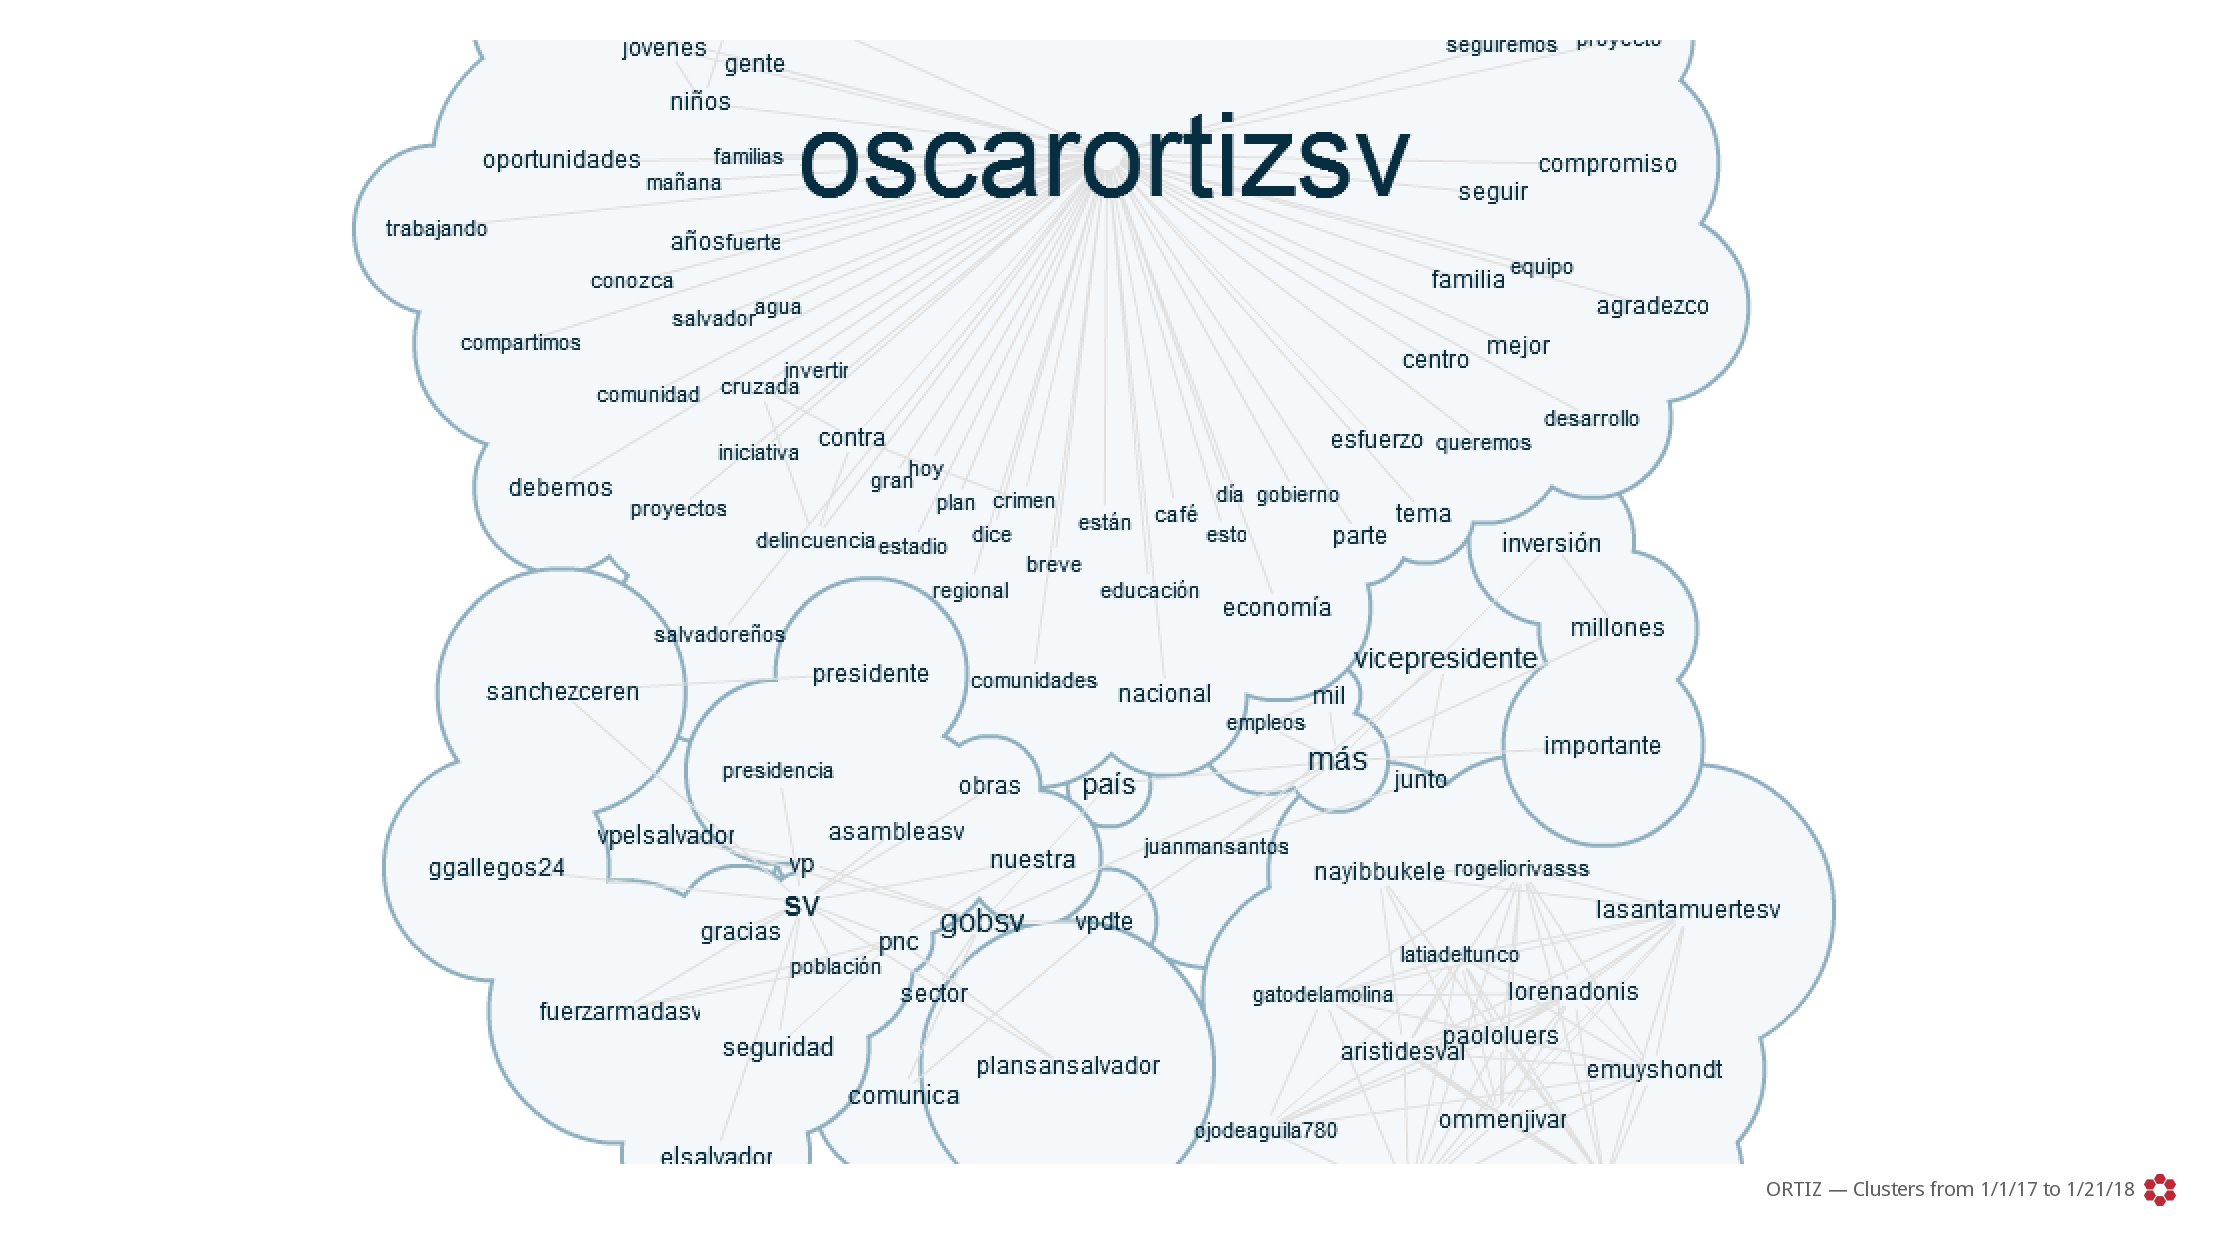 jóvenes
seguiremos proyecto
gente
niños
oscarortizsv
oportunidades
familias
compromiso
mañana
seguir
trabajando
años fuerte
equipo
familia
conozca
agua
agradezco
salvador
compartimos
mejor
centro
invertir
cruzada
comunidad
desarrollo
contra
esfuerzo queremos
iniciativa
hoy
gran
debemos
día gobierno
plan crimen
proyectos
café
tema
están
dice
esto
parte
delincuencia estadio
inversión
breve
regional
educación
economía
millones
salvadoreños
vicepresidente
presidente
comunidades
sanchezceren
nacional
mil
empleos
importante
más
presidencia
junto
obras
país
asambleasv
vpelsalvador
juanmansantos
nuestra
vp
ggallegos24
nayibbukele rogeliorivasss
sv
lasantamuertesv
gobsv
vpdte
gracias
pnc
latiadeltunco
población
sector
gatodelamolina
lorenadonis
fuerzarmadasv
paololuers
seguridad
aristidesval
plansansalvador
emuyshondt
comunica
ommenjivar
ojodeaguila780
elsalvador
ORTIZ — Clusters from 1/1/17 to 1/21/18